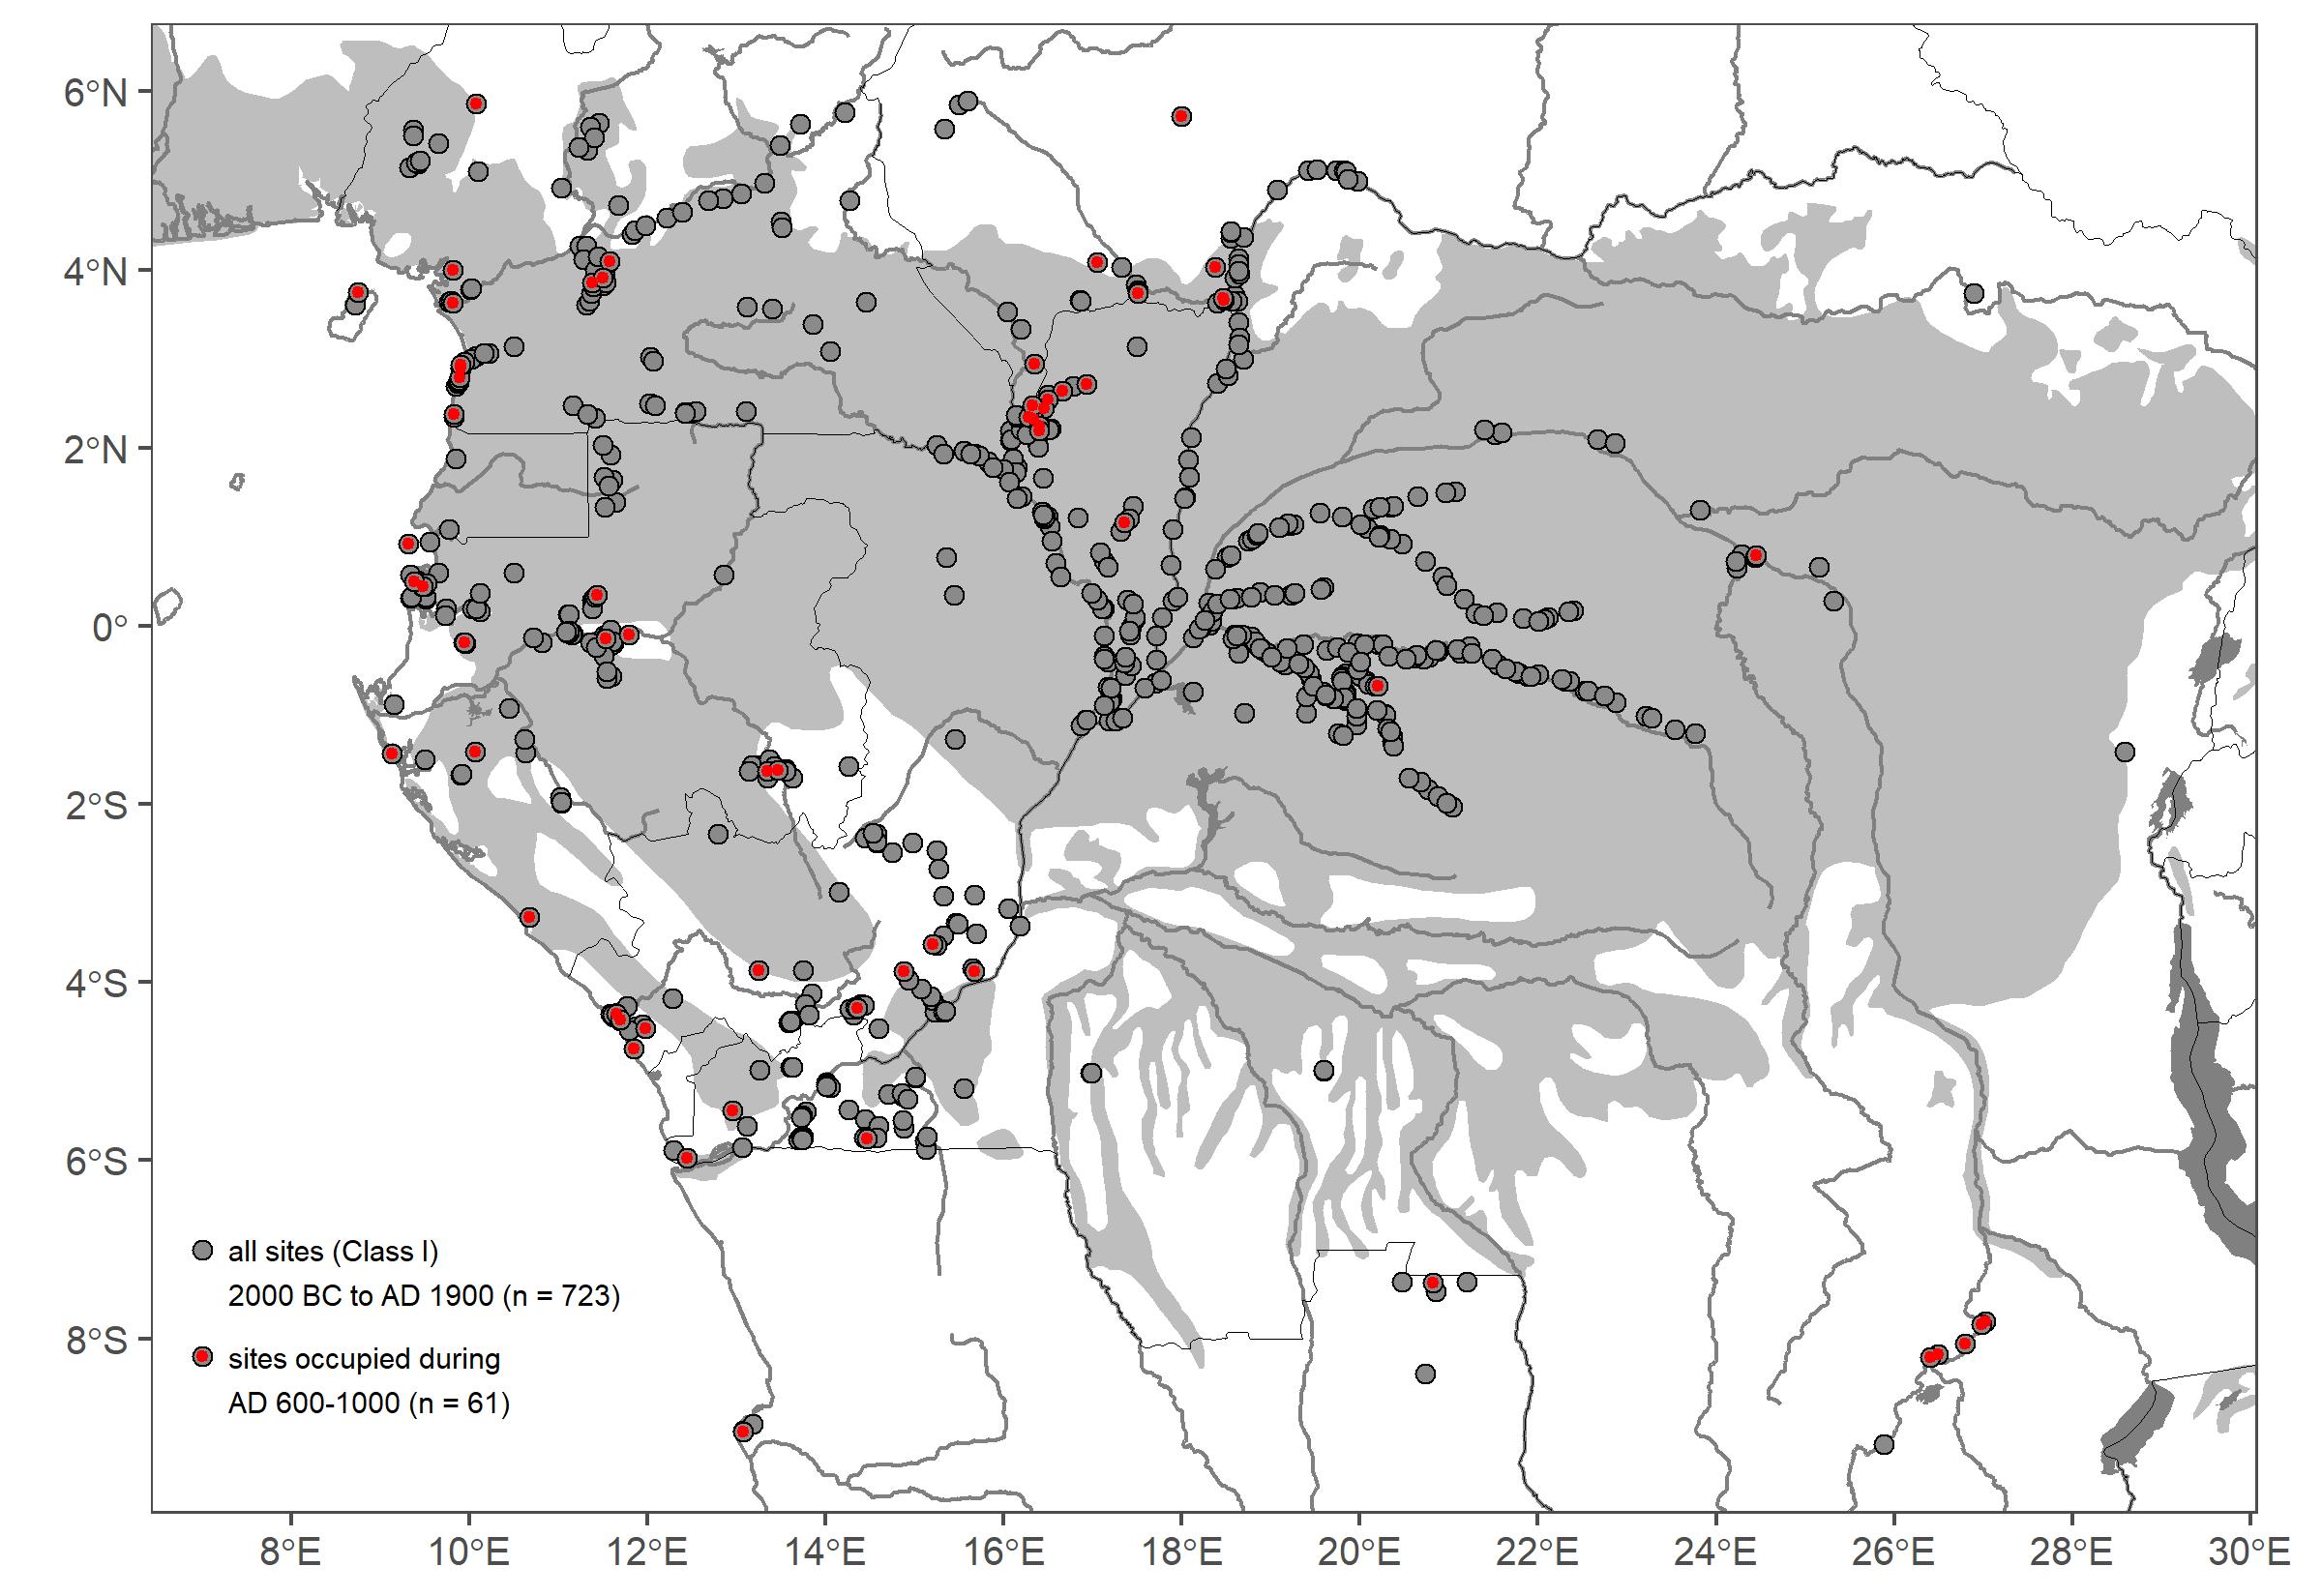 6°N
4°N
2°N
0°
2°S
4°S
6°S
8°S
all sites (Class I)
2000 BC to AD 1900 (n = 723)
sites occupied during
AD 600-1000 (n = 61)
8°E 10°E 12°E 14°E 16°E 18°E 20°E 22°E 24°E 26°E 28°E 30°E